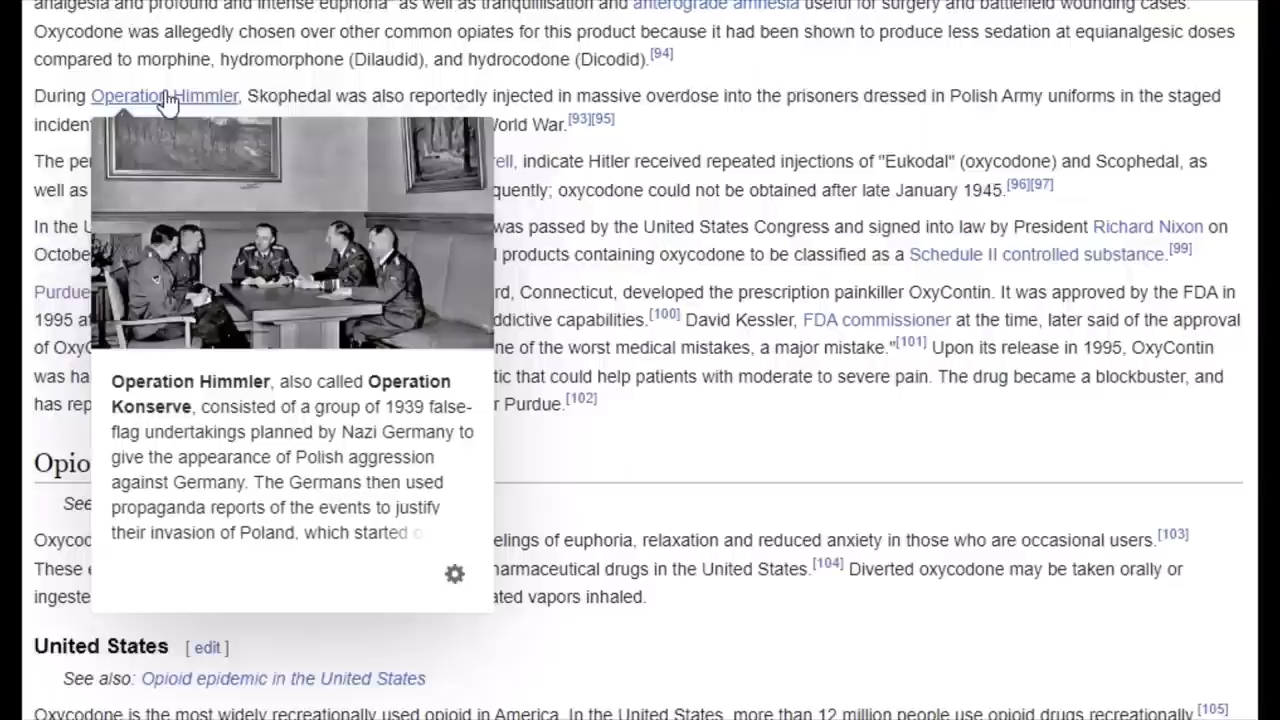 analgesia and profound and intense euphoria" as well as tranquillisation and anterograde amnesia useful for surgery and battlefield wounding cases.
Oxycodone was allegedly chosen over other common opiates for this product because it had been shown to produce less sedation at equianalgesic doses
compared to morphine, hydromorphone (Dilaudid), and hydrocodone (Dicodid).[94]
During Operation Himmler, Skophedal was also reportedly injected in massive overdose into the prisoners dressed in Polish Army uniforms in the staged
inciden World War.[93][95]
The per rell, indicate Hitler received repeated injections of "Eukodal" (oxycodone) and Scophedal, as
well as quently; oxycodone could not be obtained after late January 1945.[96][97]
In the U was passed by the United States Congress and signed into law by President Richard Nixon on
Octobe l products containing oxycodone to be classified as a Schedule II controlled substance.[99]
Purdue rd, Connecticut, developed the prescription painkiller OxyContin. It was approved by the FDA in
1995 a ddictive capabilities.[100] David Kessler, FDA commissioner at the time, later said of the approval
of Oxy ne of the worst medical mistakes, a major mistake."[101] Upon its release in 1995, OxyContin
was ha tic that could help patients with moderate to severe pain. The drug became a blockbuster, and
has rep r Purdue.[102]
Operation Himmler, also called Operation
Konserve, consisted of a group of 1939 false-
flag undertakings planned by Nazi Germany to
give the appearance of Polish aggression
against Germany. The Germans then used
propaganda reports of the events to justify
their invasion of Poland, which started o
Opio
See
Oxycod elings of euphoria, relaxation and reduced anxiety in those who are occasional users.[103]
These e harmaceutical drugs in the United States.[104] Diverted oxycodone may be taken orally or
ingeste ated vapors inhaled.
United States [ edit ]
See also: Opioid epidemic in the United States
Oxycodone is the most widely recreationally used opioid in America. In the United States, more than 12 million people use opioid drugs recreationally.[105]